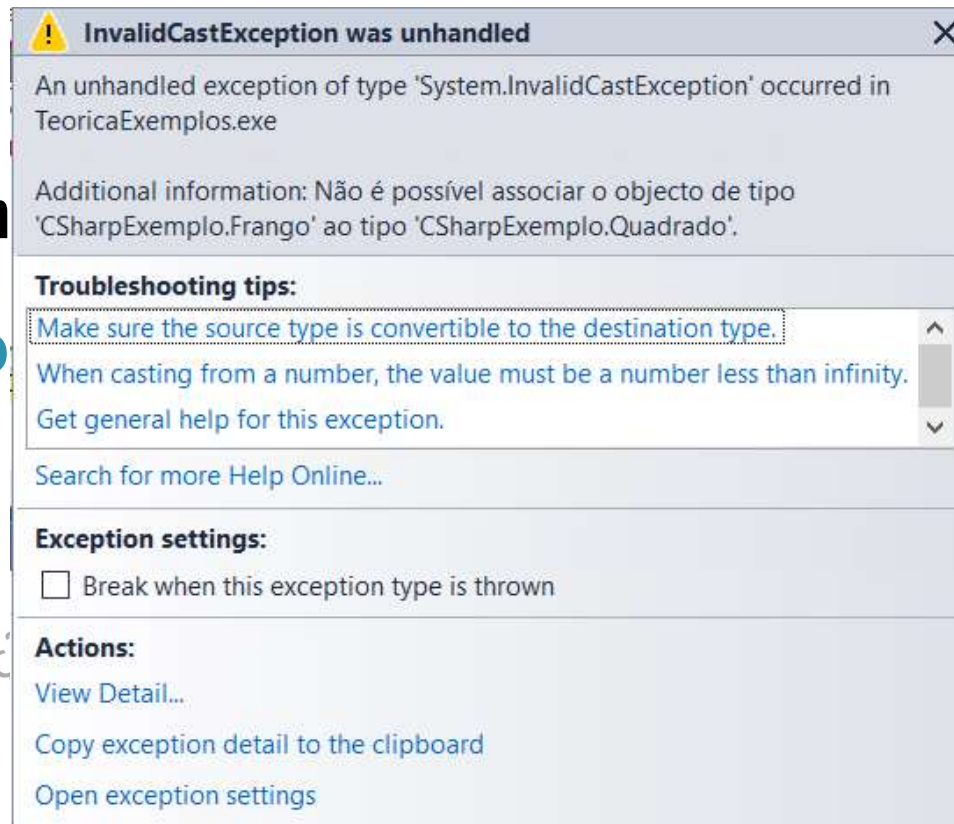 InvalidCastException was unhandled
An unhandled exception of type 'System.InvalidCastException' occurred in
TeoricaExemplos.exe
Additional information: Não é possível associar o objecto de tipo
'CSharpExemplo.Frango' ao tipo 'CSharpExemplo.Quadrado'.
Troubleshooting tips:
Make sure the source type is convertible to the destination type.
When casting from a number, the value must be a number less than infinity.
Get general help for this exception.
Search for more Help Online...
Exception settings:
Break when this exception type is thrown
Actions:
View Detail...
Copy exception detail to the clipboard
Open exception settings